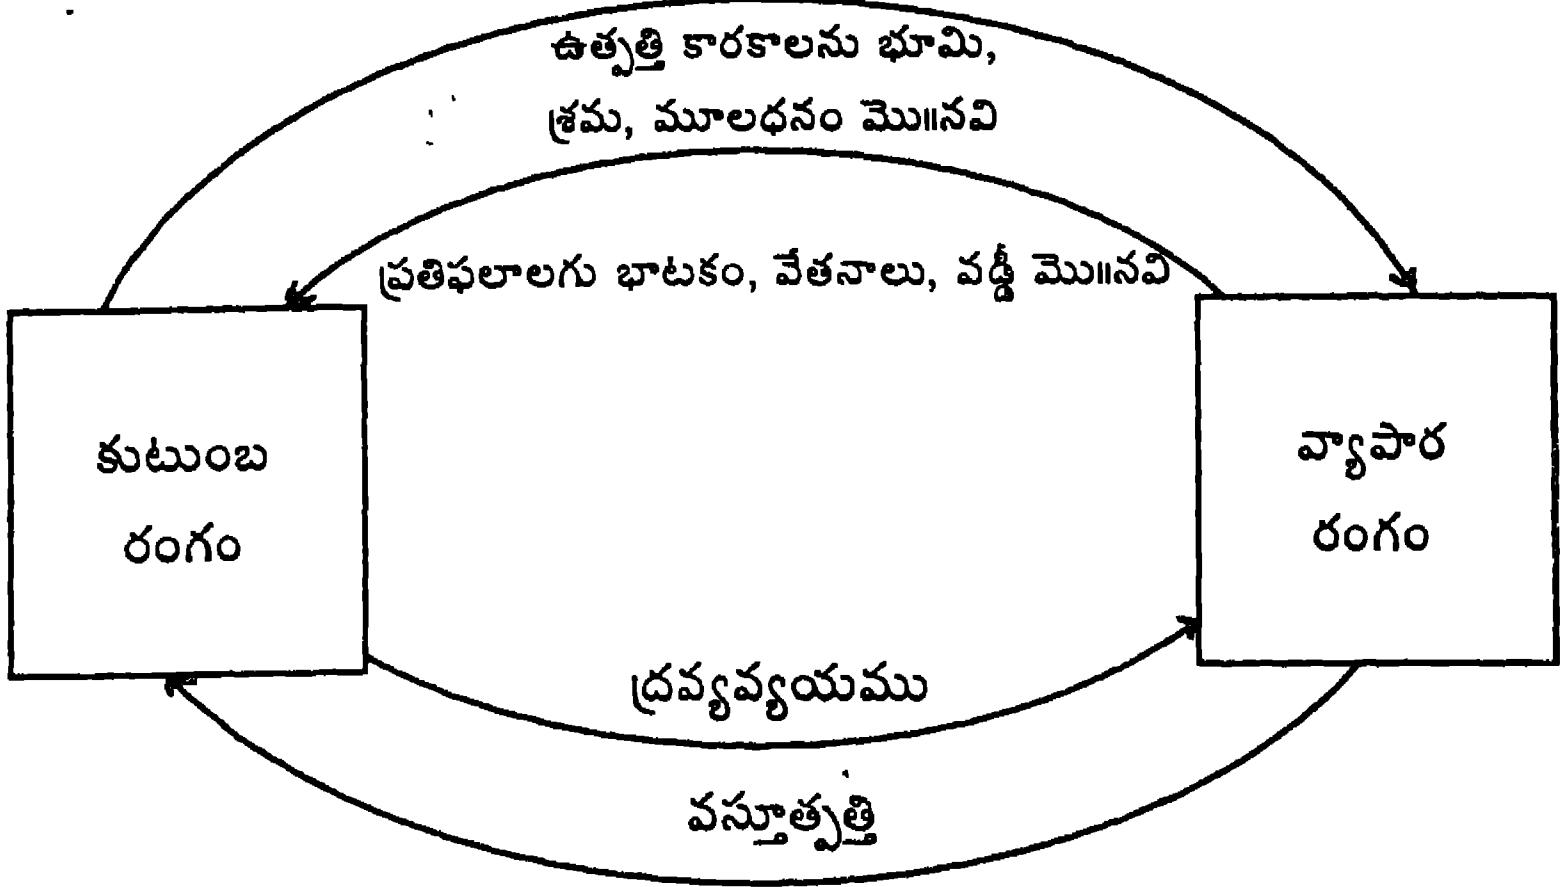 ఉత్పత్తి కారకాలను భూమి,
శ్రమ, మూలధనం మొ॥నవి
ప్రతిఫలాలగు భాటకం, వేతనాలు, వడ్డీ మొ॥నవి
కుటుంబ
రంగం
వ్యాపార
రంగం
ద్రవ్యవ్యయము
వస్తూత్పత్తి